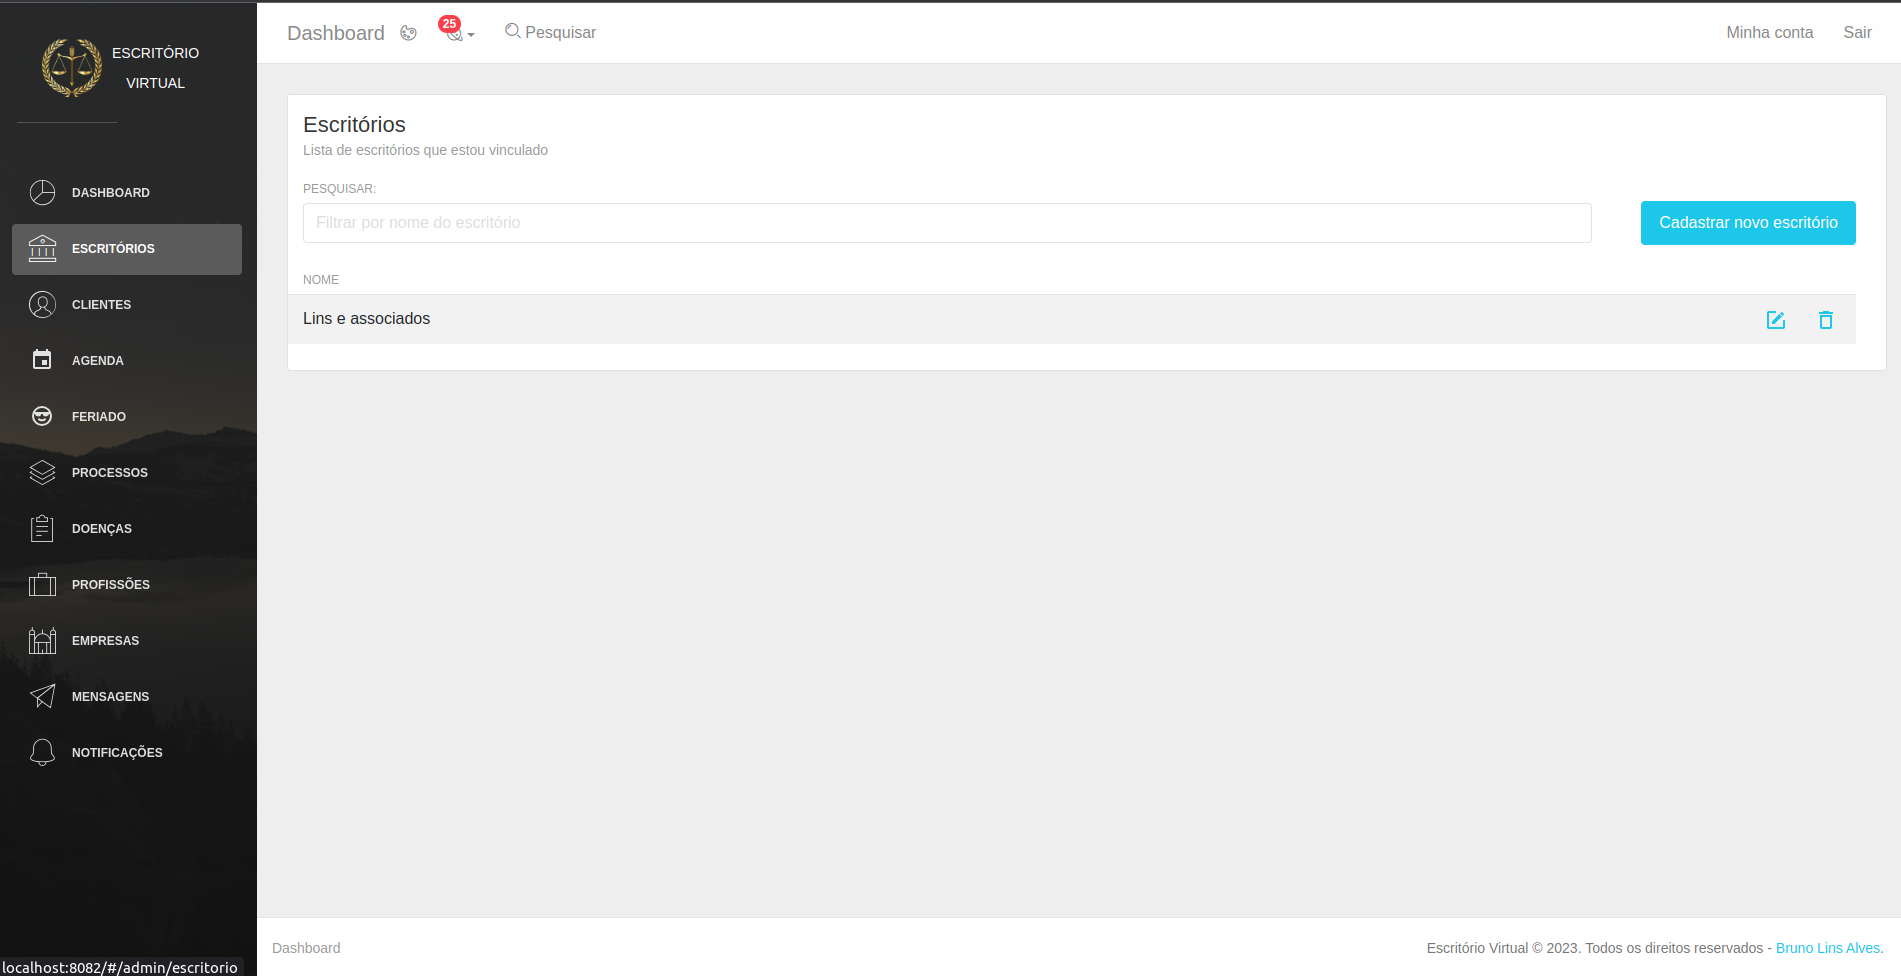 ESCRITÓRIO
VIRTUAL
DASHBOARD
ESCRITÓRIOS
CLIENTES
AGENDA
FERIADO
PROCESSOS
DOENÇAS
PROFISSÕES
EMPRESAS
MENSAGENS
NOTIFICAÇÕES
localhost:8082/#/admin/escritorio
Dashboard 25 Pesquisar Minha conta Sair
Escritórios
Lista de escritórios que estou vinculado
PESQUISAR:
Filtrar por nome do escritório Cadastrar novo escritório
NOME
Lins e associados
Dashboard Escritório Virtual © 2023. Todos os direitos reservados - Bruno Lins Alves.